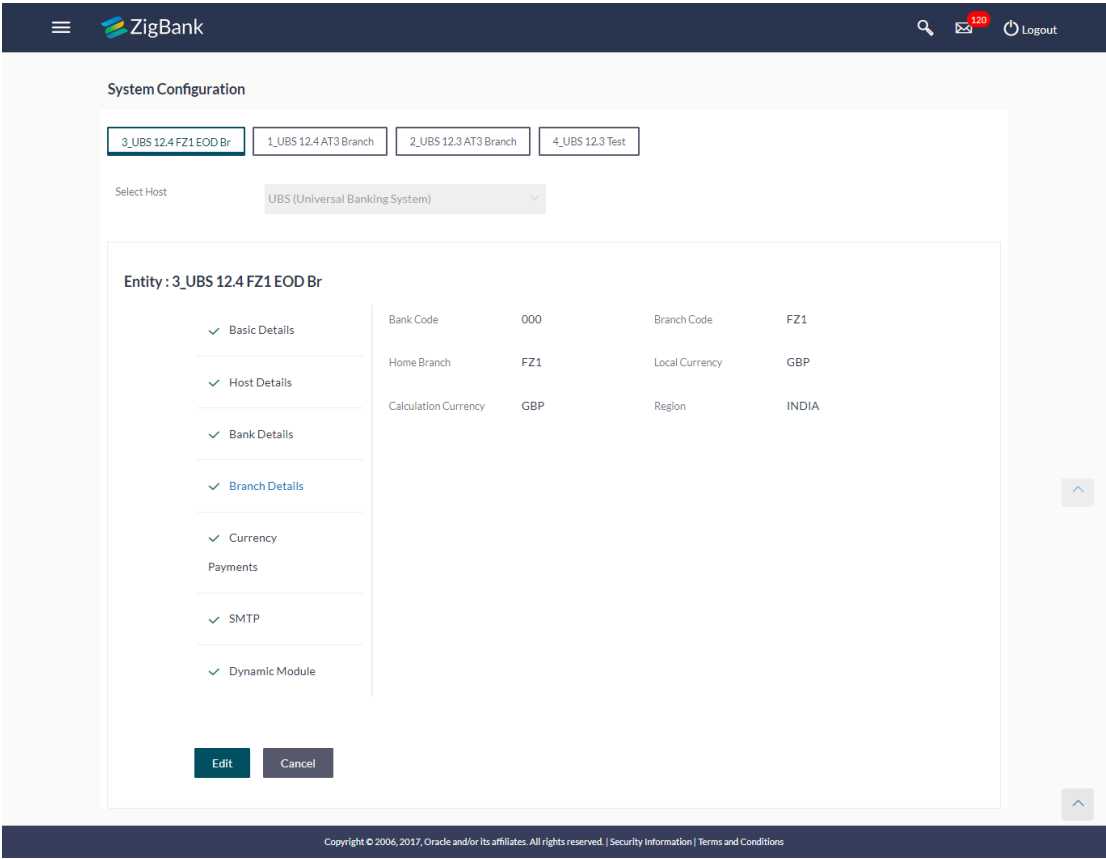 ZigBank
120
Logout
System Configuration
3_UBS 12.4 FZ1 EOD Br
1_UBS 12.4 AT3 Branch
2_UBS 12.3 AT3 Branch
4_UBS 12.3 Test
Select Host
UBS (Universal Banking System)
Entity : 3_UBS 12.4 FZ1 EOD Br
Basic Details
Host Details
Bank Details
Branch Details
Currency
Payments
SMTP
Dynamic Module
Bank Code 000 Branch Code FZ1
Home Branch FZ1 Local Currency GBP
Calculation Currency GBP Region INDIA
Edit
Cancel
Copyright © 2006, 2017, Oracle and/or its affiliates. All rights reserved. | Security Information | Terms and Conditions